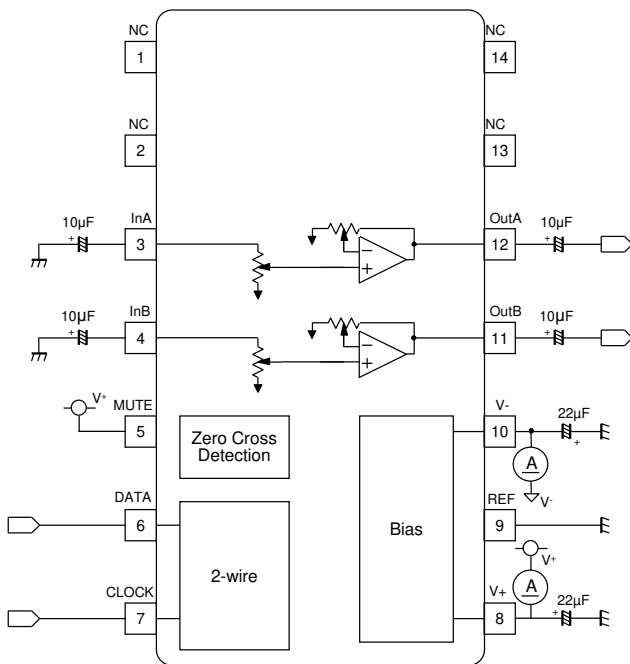 NC
1
NC
14
NC
2
NC
13
10µF
+
InA
3
OutA
12
10µF
+
−
+
10µF
+
InB
4
OutB
11
10µF
+
−
+
V+
MUTE
5
Zero Cross
Detection
V-
10
22µF
+
A
V-
DATA
6
2-wire
Bias
REF
9
V+
A
CLOCK
7
V+
8
22µF
+